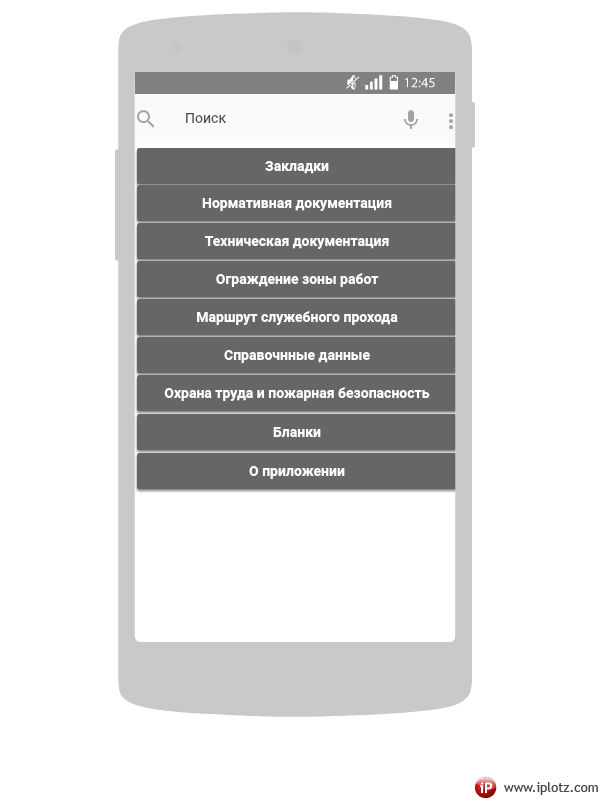 12:45
Поиск
Закладки
Нормативная документация
Техническая документация
Ограждение зоны работ
Маршрут служебного прохода
Справочнные данные
Охрана труда и пожарная безопасность
Бланки
О приложении
iP www.iplotz.com